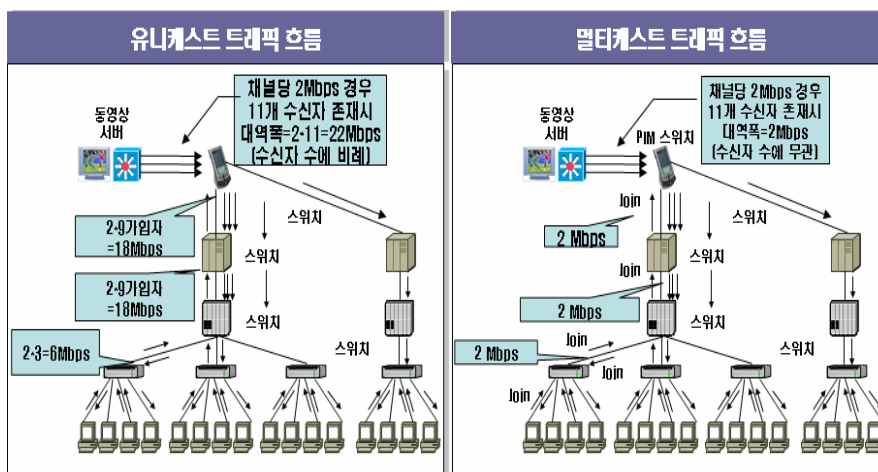 유니캐스트 트래픽 흐름
채널당 2Mbps 경우
11개 수신자 존재시
대역폭=2*11=22Mbps
(수신자 수에 비례)
동영상
서버
2*9가입자
=18Mbps
스위치
스위치
2*9가입자
=18Mbps
스위치
2*3=6Mbps
스위치
멀티캐스트 트래픽 흐름
채널당 2Mbps 경우
11개 수신자 존재시
대역폭=2Mbps
(수신자 수에 무관)
동영상
서버
PIM 스위치
Join
스위치
2 Mbps
스위치
Join
2 Mbps
스위치
Join
2 Mbps
Join
스위치
Join
Join